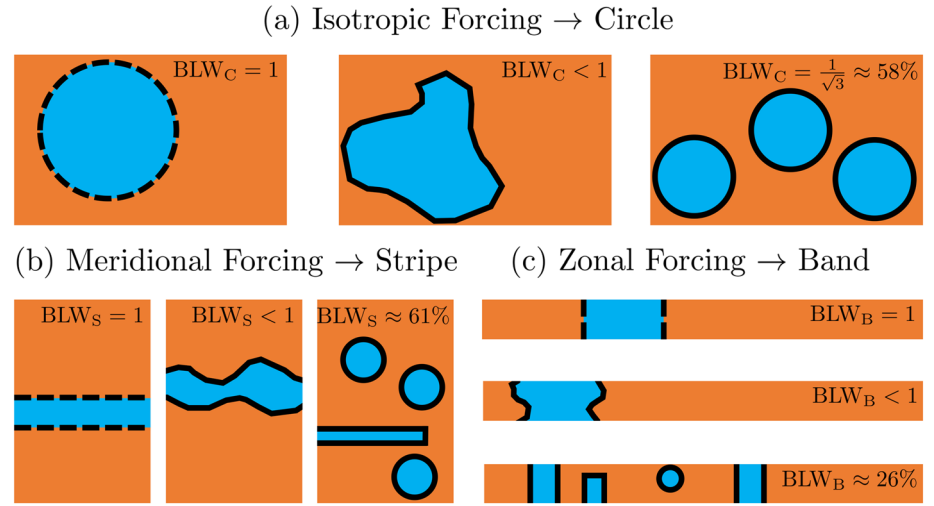 (a) Isotropic Forcing → Circle
BLW_C = 1
BLW_C < 1
BLW_C = 1/√3 ≈ 58%
(b) Meridional Forcing → Stripe
(c) Zonal Forcing → Band
BLW_S = 1
BLW_S < 1
BLW_S ≈ 61%
BLW_B = 1
BLW_B < 1
BLW_B ≈ 26%